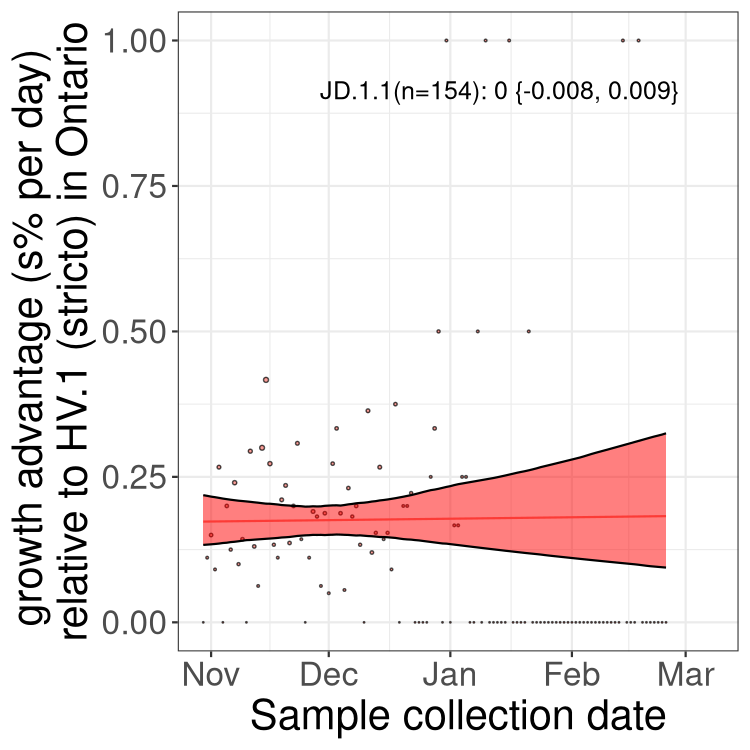 growth advantage (s% per day)
relative to HV.1 (stricto) in Ontario
1.00
0.75
0.50
0.25
0.00
JD.1.1(n=154): 0 {-0.008, 0.009}
Nov Dec Jan Feb Mar
Sample collection date